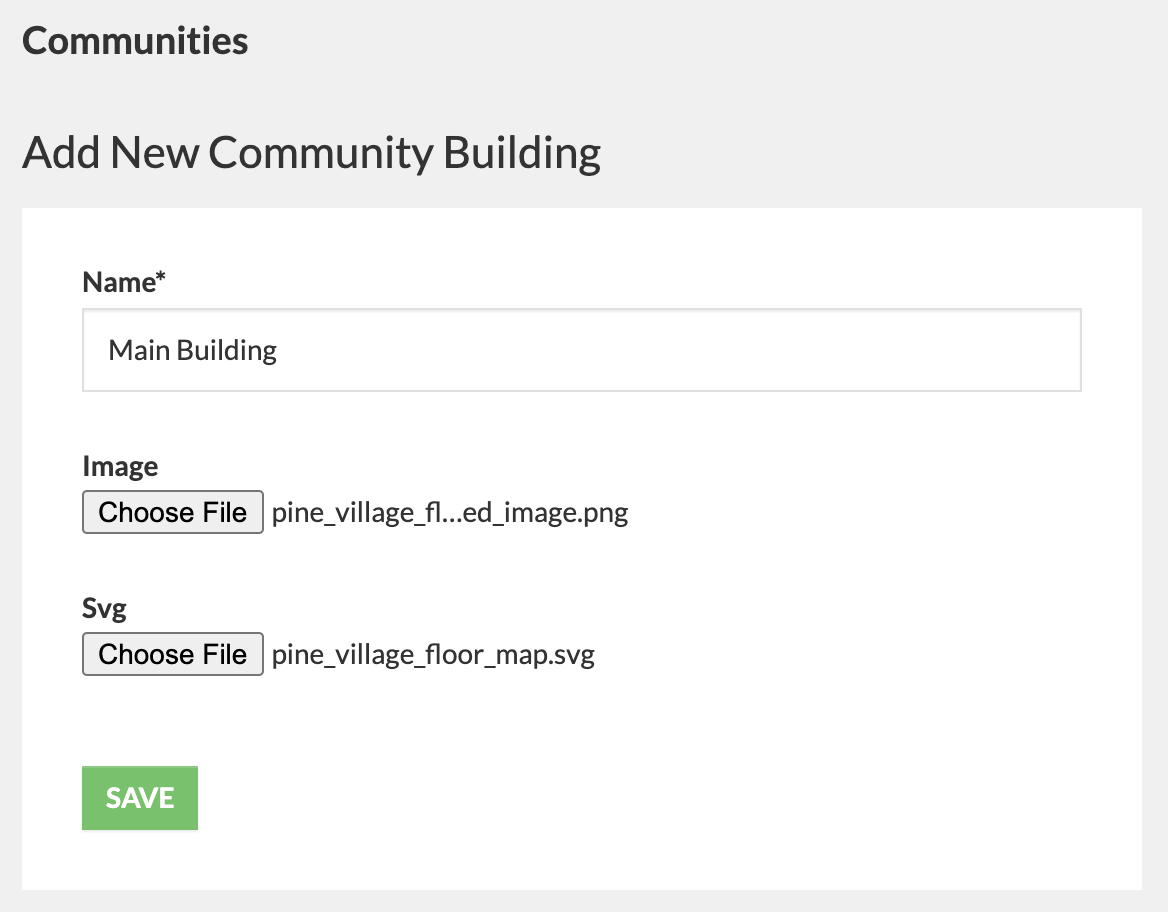 Communities
Add New Community Building
Name*
Main Building
Image
Choose File pine_village_fl...ed_image.png
Svg
Choose File pine_village_floor_map.svg
SAVE